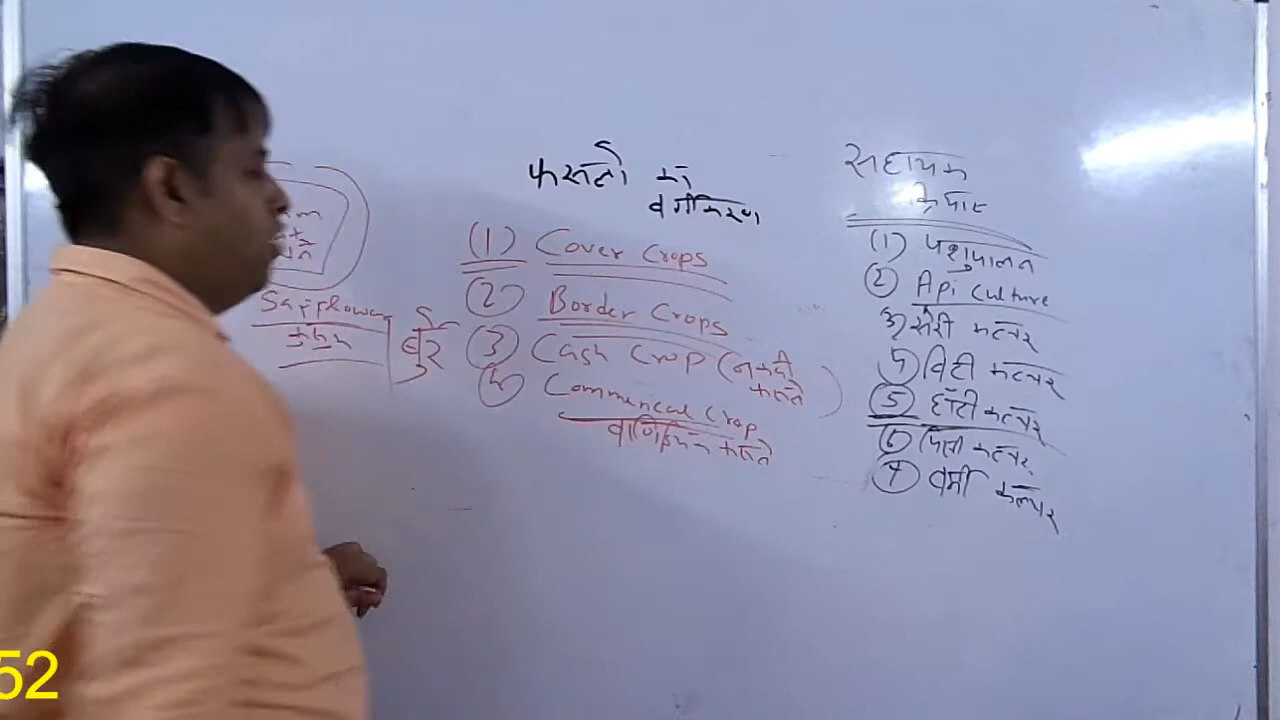 Safflower
कुसुम
फसलो का
वर्गीकरण
(1) Cover Crops
(2) Border Crops
(3) Cash Crop (नकदी
फसले)
(4) Commerical Crop
वाणिज्यिक फसले
सहायक
(1) पशुपालन
(2) Api Culture
3) सेरी कल्चर
(4) विटी कल्चर
(5) हॉर्टी कल्चर
(6) पिसी कल्चर
(7) वर्मी कल्चर
52